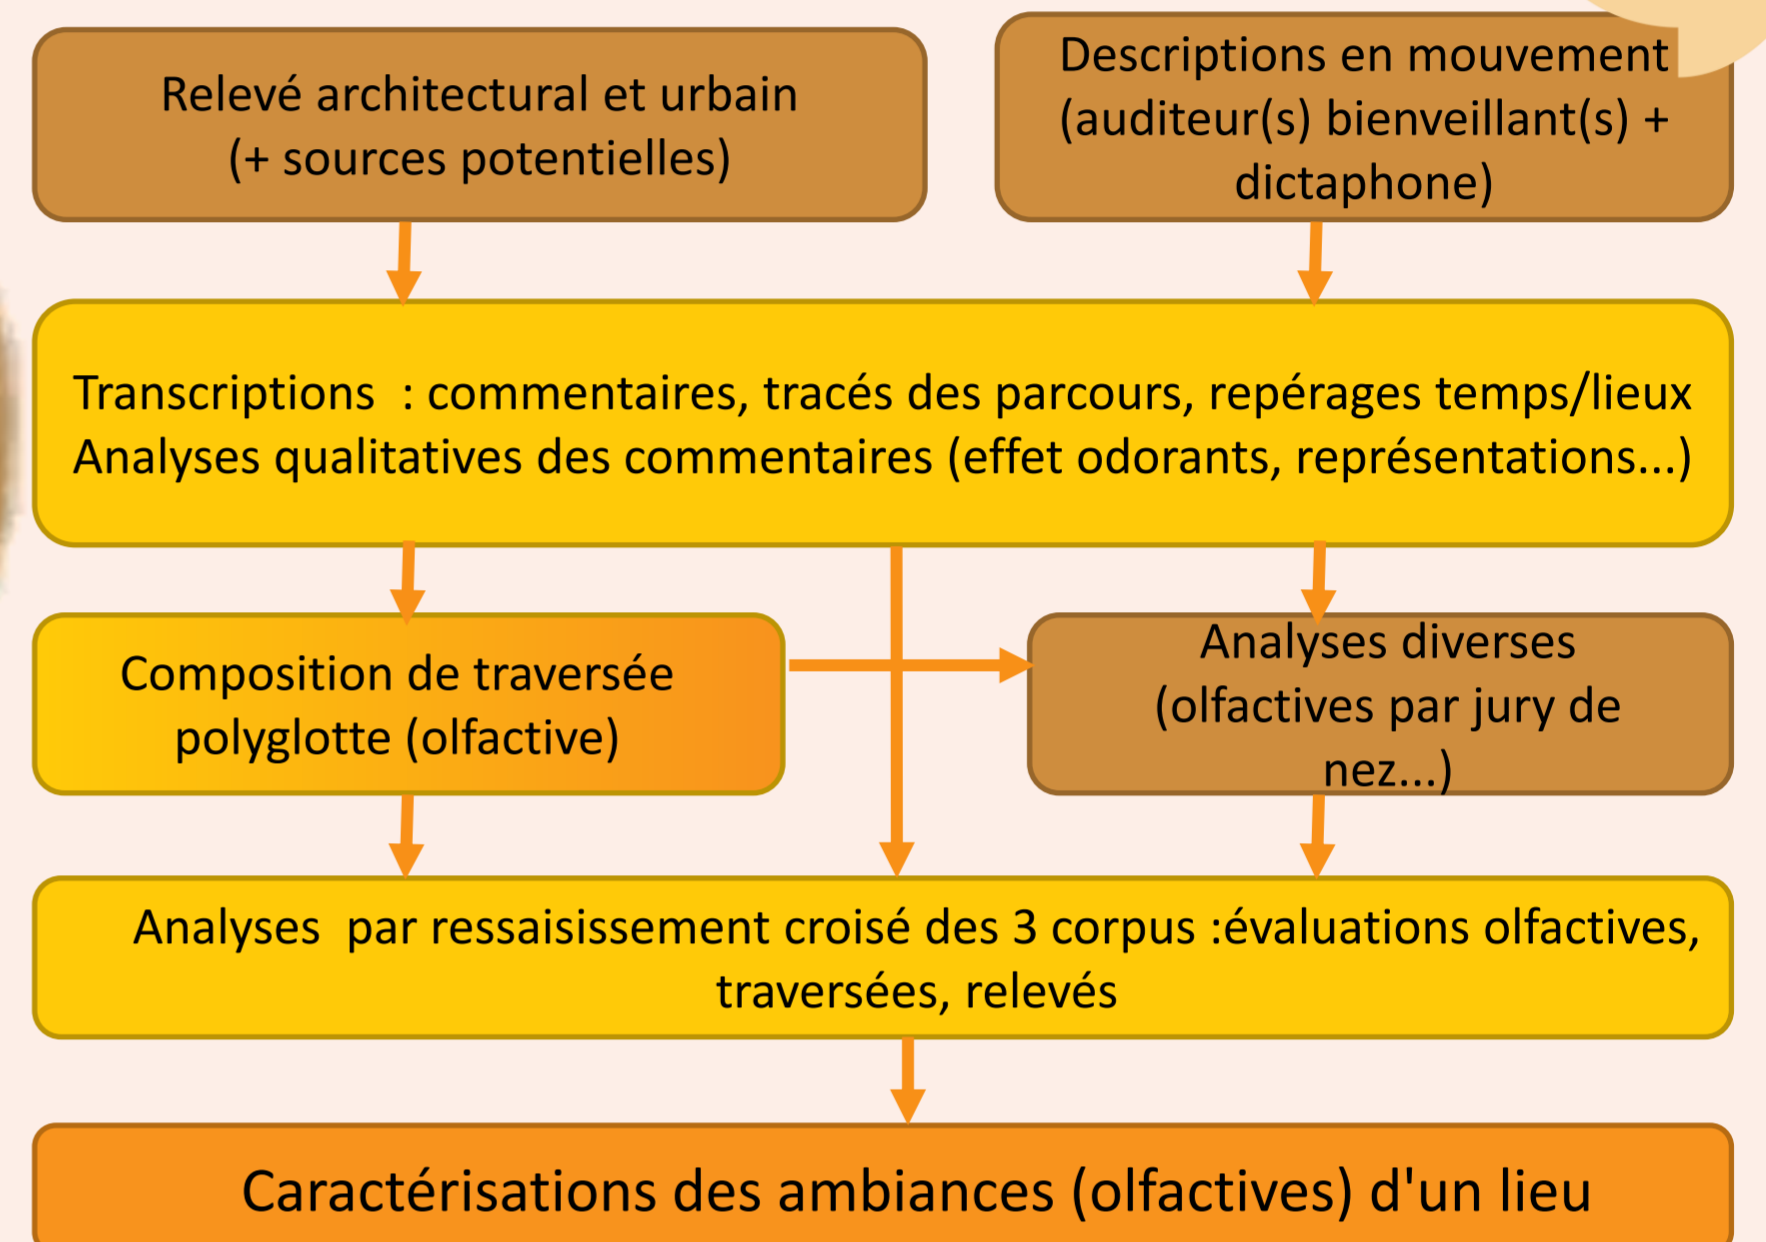 Relevé architectural et urbain
(+ sources potentielles)
Descriptions en mouvement
(auditeur(s) bienveillant(s) +
dictaphone)
Transcriptions  : commentaires, tracés des parcours, repérages temps/lieux
Analyses qualitatives des commentaires (effet odorants, représentations...)
Composition de traversée
polyglotte (olfactive)
Analyses diverses
(olfactives par jury de
nez...)
Analyses  par ressaisissement croisé des 3 corpus :évaluations olfactives,
traversées, relevés
Caractérisations des ambiances (olfactives) d'un lieu